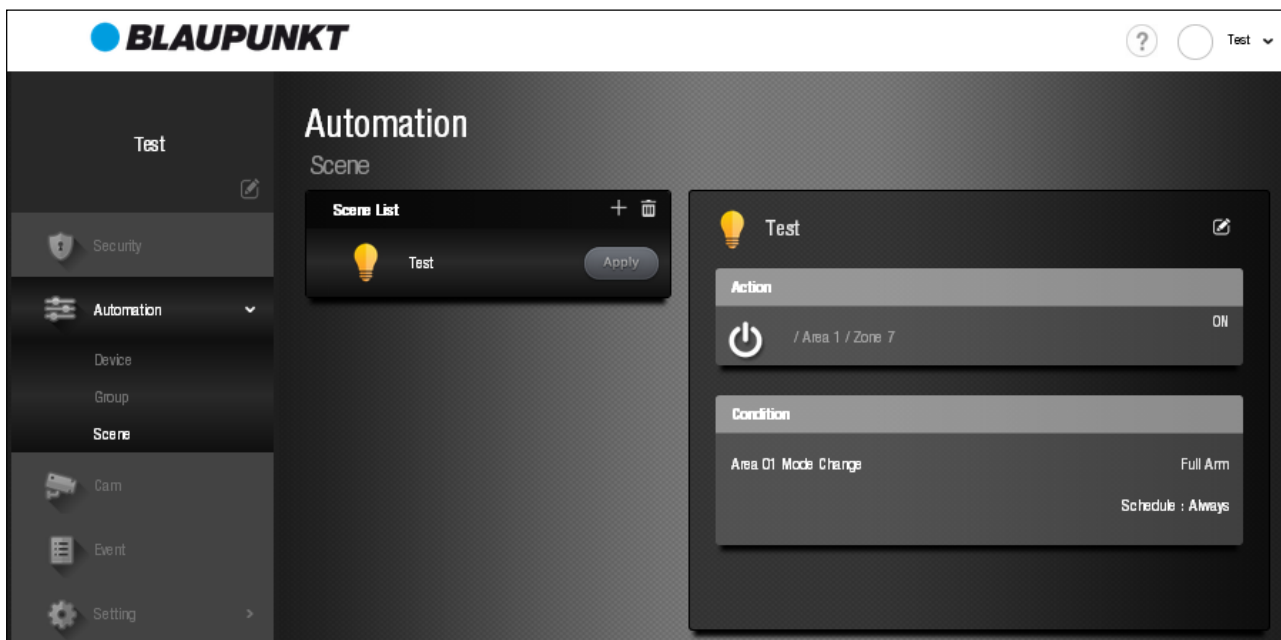 BLAUPUNKT
?
Test
Test
Security
Automation
Device
Group
Scene
Cam
Event
Setting
Automation
Scene
Scene List
Test
Apply
Test
Action
/ Area 1 / Zone 7
ON
Condition
Area 01 Mode Change
Full Arm
Schedule : Always